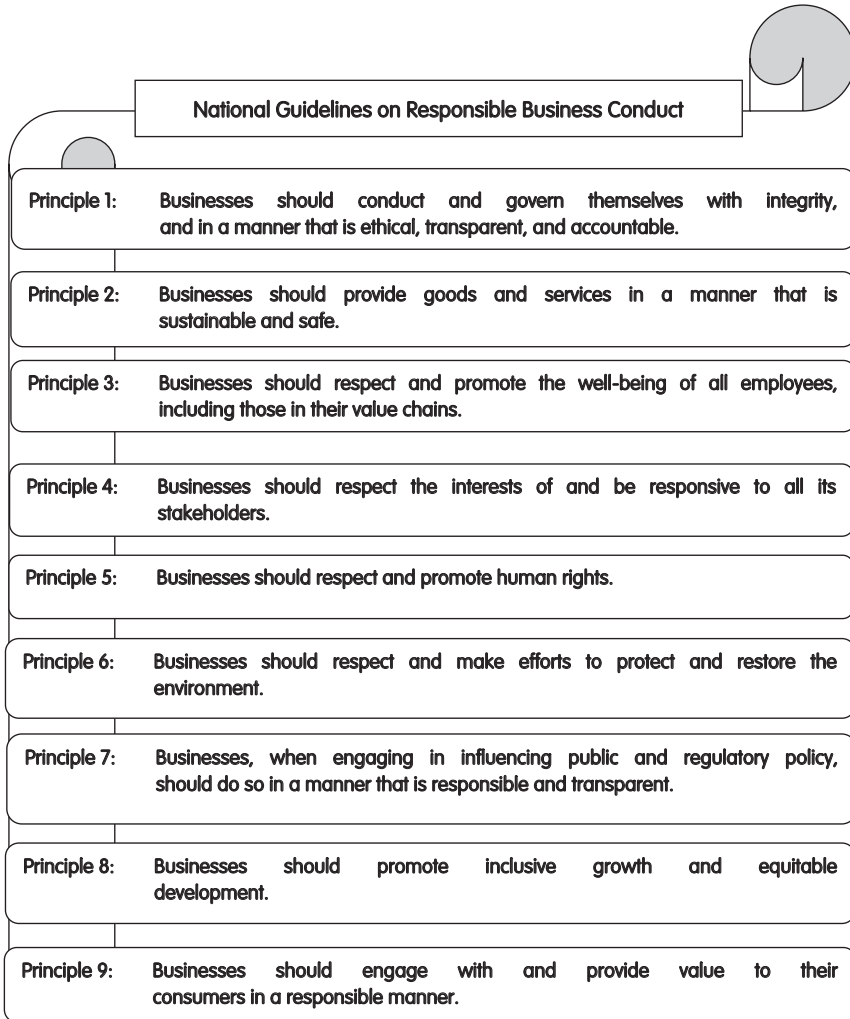 National Guidelines on Responsible Business Conduct
Principle 1: Businesses should conduct and govern themselves with integrity,
and in a manner that is ethical, transparent, and accountable.
Principle 2: Businesses should provide goods and services in a manner that is
sustainable and safe.
Principle 3: Businesses should respect and promote the well-being of all employees,
including those in their value chains.
Principle 4: Businesses should respect the interests of and be responsive to all its
stakeholders.
Principle 5: Businesses should respect and promote human rights.
Principle 6: Businesses should respect and make efforts to protect and restore the
environment.
Principle 7: Businesses, when engaging in influencing public and regulatory policy,
should do so in a manner that is responsible and transparent.
Principle 8: Businesses should promote inclusive growth and equitable
development.
Principle 9: Businesses should engage with and provide value to their
consumers in a responsible manner.